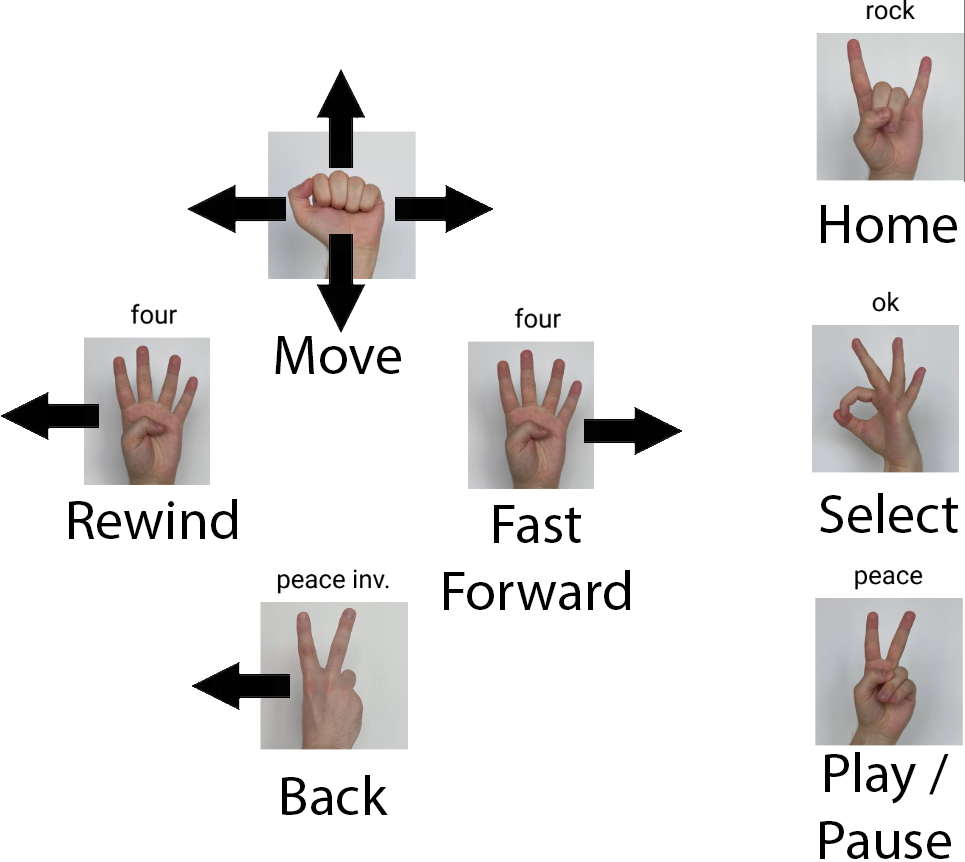 rock
Home
Move
four
Rewind
four
Fast
Forward
ok
Select
peace inv.
Back
peace
Play /
Pause